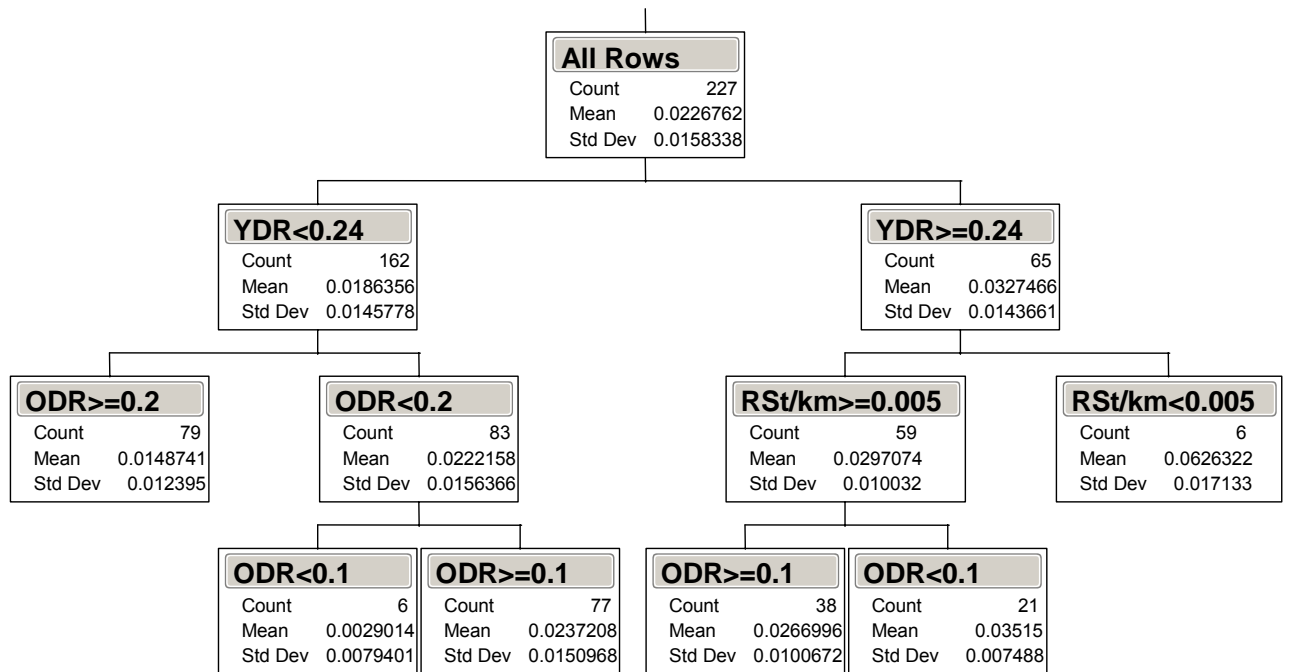 All Rows
Count 227
Mean 0.0226762
Std Dev 0.0158338
YDR<0.24
Count 162
Mean 0.0186356
Std Dev 0.0145778
YDR>=0.24
Count 65
Mean 0.0327466
Std Dev 0.0143661
ODR>=0.2
Count 79
Mean 0.0148741
Std Dev 0.012395
ODR<0.2
Count 83
Mean 0.0222158
Std Dev 0.0156366
RSt/km>=0.005
Count 59
Mean 0.0297074
Std Dev 0.010032
RSt/km<0.005
Count 6
Mean 0.0626322
Std Dev 0.017133
ODR<0.1
Count 6
Mean 0.0029014
Std Dev 0.0079401
ODR>=0.1
Count 77
Mean 0.0237208
Std Dev 0.0150968
ODR>=0.1
Count 38
Mean 0.0266996
Std Dev 0.0100672
ODR<0.1
Count 21
Mean 0.03515
Std Dev 0.007488